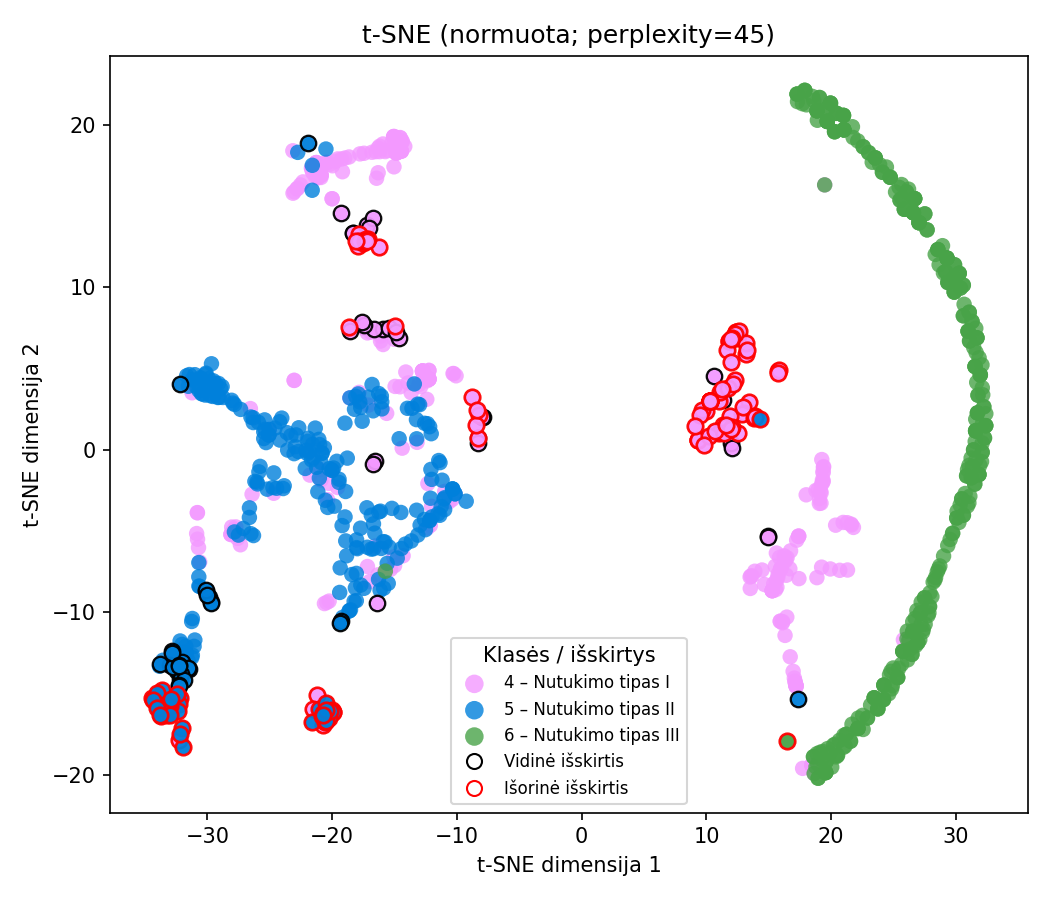 t-SNE (normuota; perplexity=45)
t-SNE dimensija 2
20
10
0
−10
−20
Klasės / išskirtys
4 – Nutukimo tipas I
5 – Nutukimo tipas II
6 – Nutukimo tipas III
Vidinė išskirtis
Išorinė išskirtis
−30
−20
−10
0
10
20
30
t-SNE dimensija 1